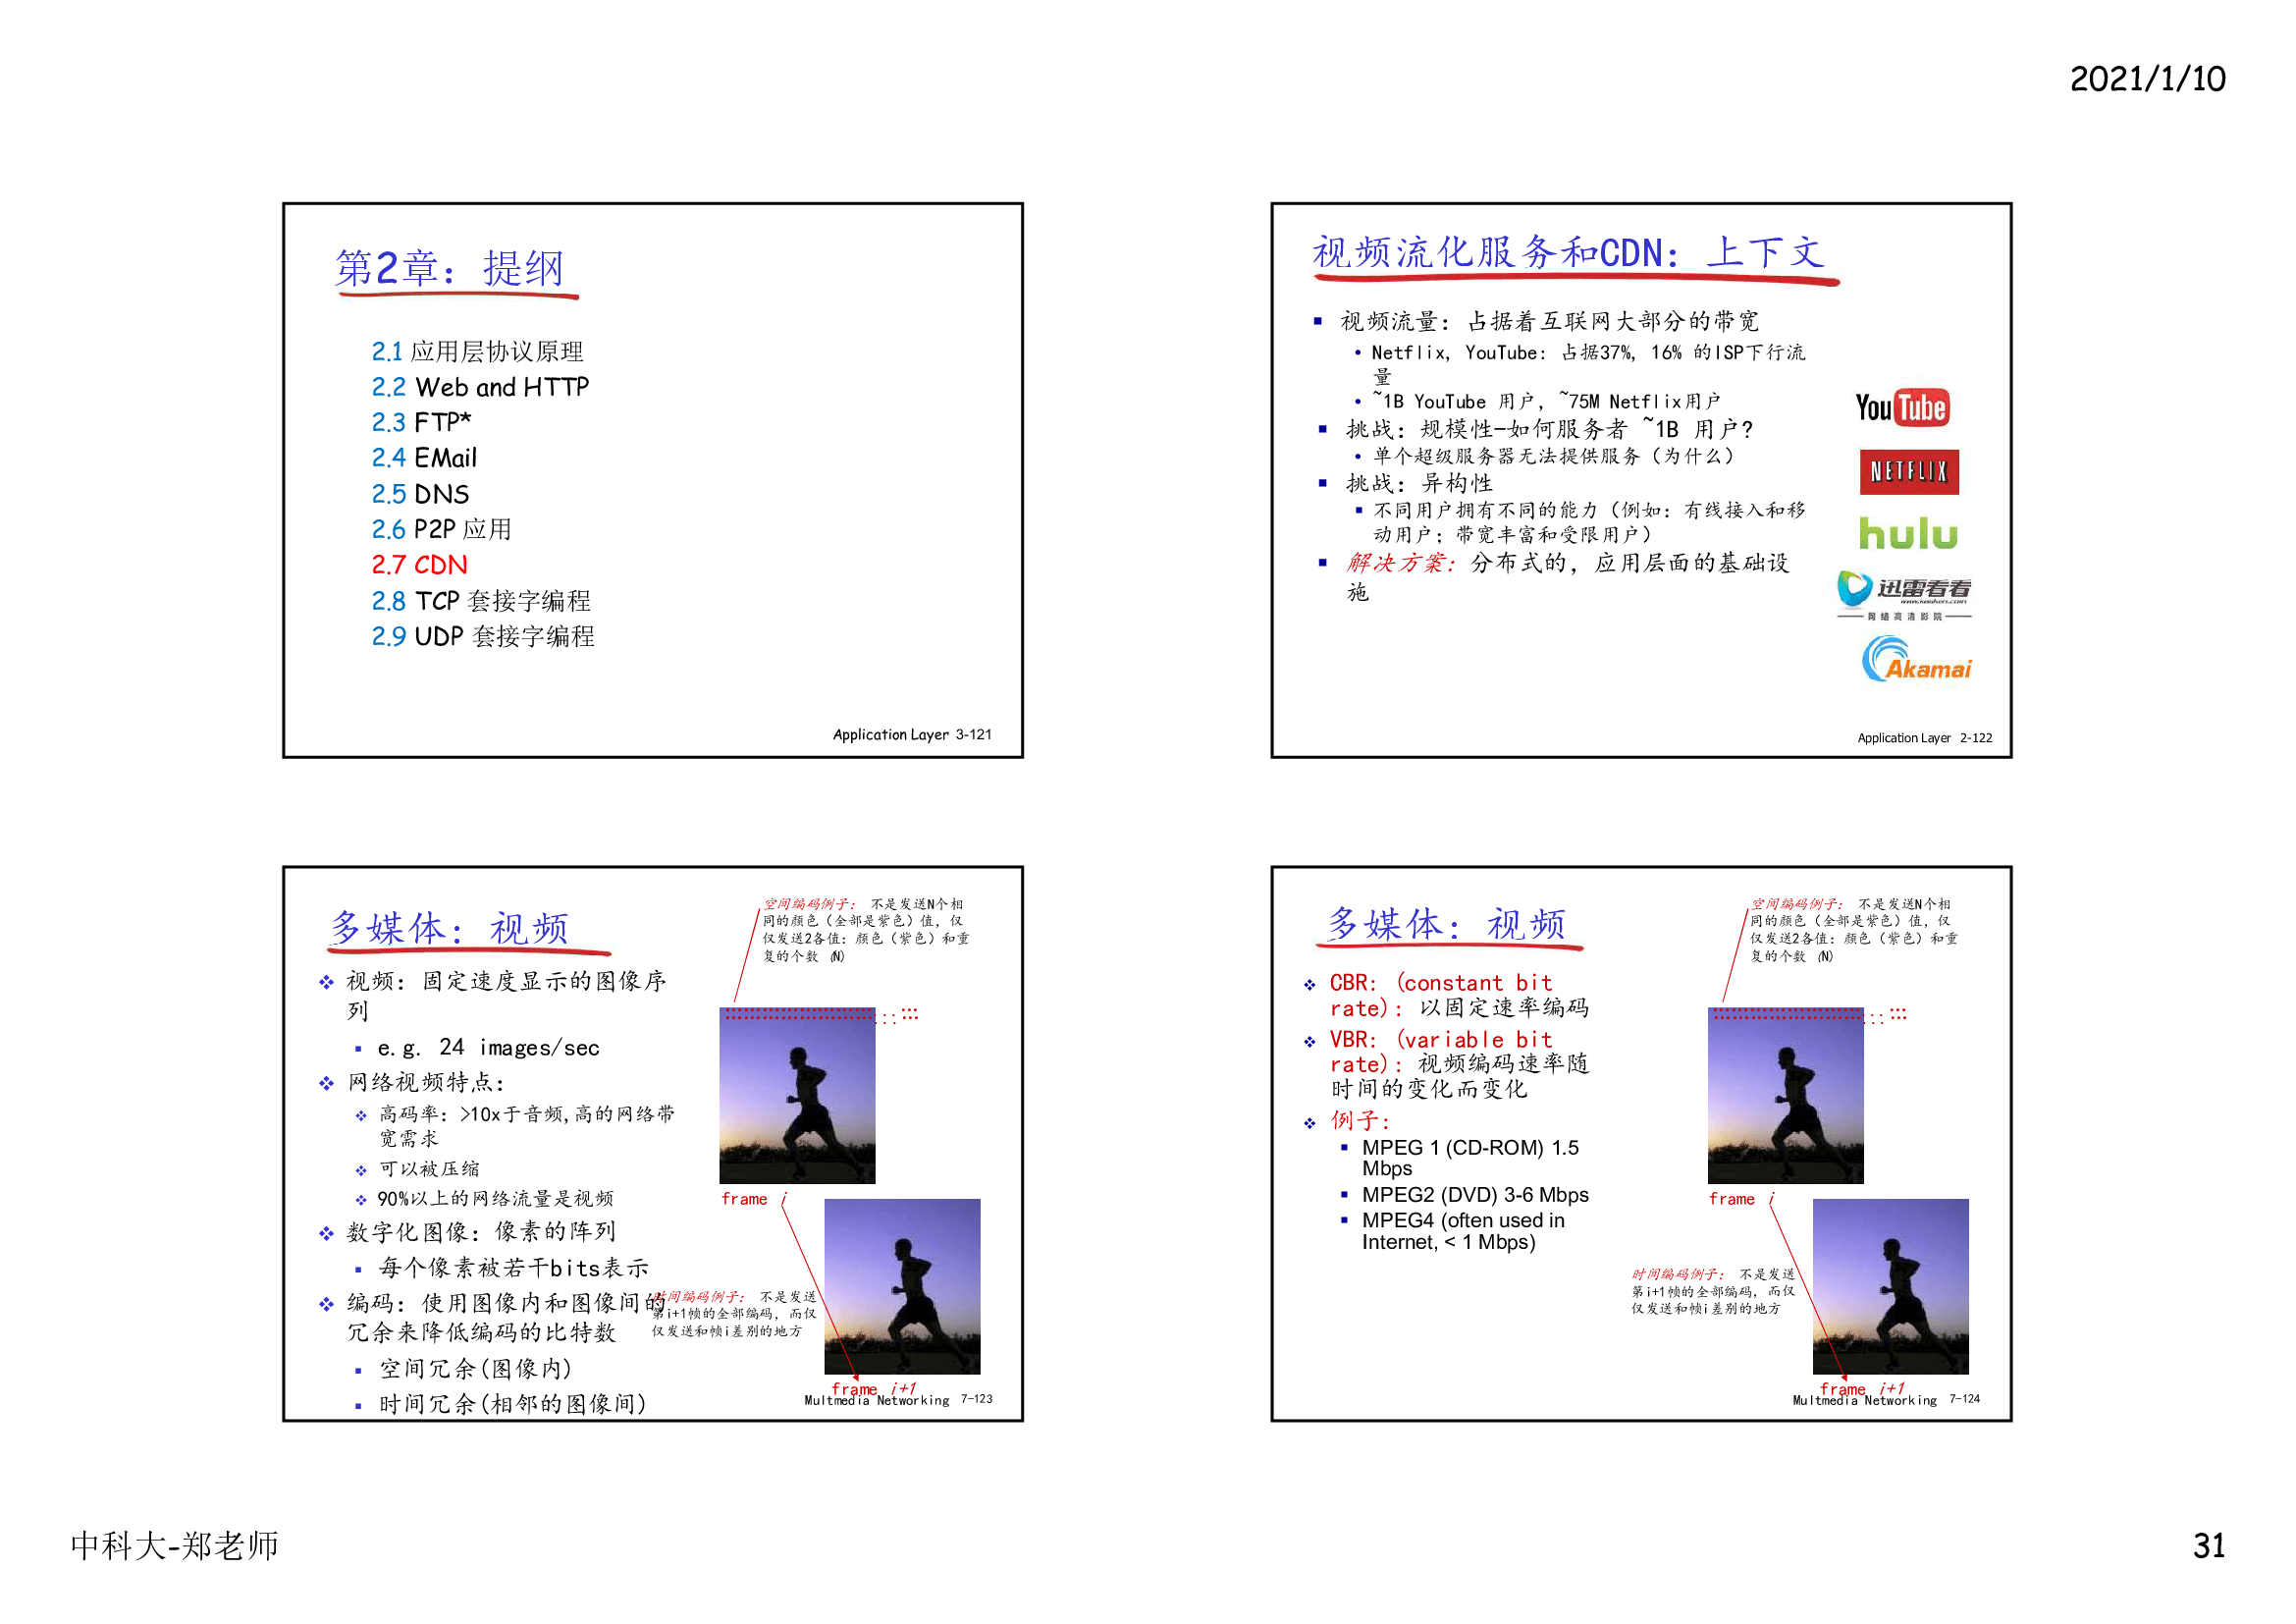 2021/1/10
第2章：提纲
2.1 应用层协议原理
2.2 Web and HTTP
2.3 FTP*
2.4 EMail
2.5 DNS
2.6 P2P 应用
2.7 CDN
2.8 TCP 套接字编程
2.9 UDP 套接字编程
Application Layer 3-121
视频流化服务和CDN：上下文
视频流量：占据着互联网大部分的带宽
Netflix, YouTube: 占据37%, 16% 的ISP下行流
量
~1B YouTube 用户, ~75M Netflix用户
挑战：规模性-如何服务者 ~1B 用户?
单个超级服务器无法提供服务（为什么）
挑战：异构性
不同用户拥有不同的能力（例如：有线接入和移
动用户；带宽丰富和受限用户）
解决方案：分布式的，应用层面的基础设
施
YouTube
NETFLIX
hulu
迅雷看看
www.kankan.com
网络高清影院
Akamai
Application Layer 2-122
多媒体：视频
视频：固定速度显示的图像序
列
e.g. 24 images/sec
网络视频特点：
高码率：>10x于音频,高的网络带
宽需求
可以被压缩
90%以上的网络流量是视频
数字化图像：像素的阵列
每个像素被若干bits表示
编码：使用图像内和图像间的
冗余来降低编码的比特数
空间冗余(图像内)
时间冗余(相邻的图像间)
空间编码例子： 不是发送N个相
同的颜色（全部是紫色）值，仅
仅发送2各值：颜色（紫色）和重
复的个数 (N)
frame i
时间编码例子： 不是发送
第i+1帧的全部编码，而仅
仅发送和帧i差别的地方
frame i+1
Multmedia Networking 7-123
多媒体：视频
CBR: (constant bit
rate): 以固定速率编码
VBR: (variable bit
rate): 视频编码速率随
时间的变化而变化
例子:
MPEG 1 (CD-ROM) 1.5
Mbps
MPEG2 (DVD) 3-6 Mbps
MPEG4 (often used in
Internet, < 1 Mbps)
空间编码例子： 不是发送N个相
同的颜色（全部是紫色）值，仅
仅发送2各值：颜色（紫色）和重
复的个数 (N)
frame i
时间编码例子： 不是发送
第i+1帧的全部编码，而仅
仅发送和帧i差别的地方
frame i+1
Multmedia Networking 7-124
中科大-郑老师
31